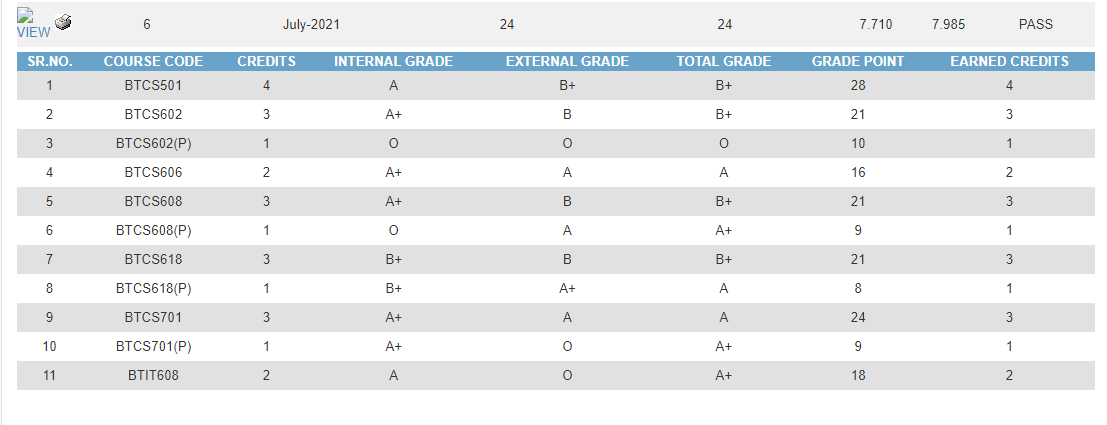 VIEW 6 July-2021 24 24 7.710 7.985 PASS
SR.NO. COURSE CODE CREDITS INTERNAL GRADE EXTERNAL GRADE TOTAL GRADE GRADE POINT EARNED CREDITS
1 BTCS501 4 A B+ B+ 28 4
2 BTCS602 3 A+ B B+ 21 3
3 BTCS602(P) 1 O O O 10 1
4 BTCS606 2 A+ A A 16 2
5 BTCS608 3 A+ B B+ 21 3
6 BTCS608(P) 1 O A A+ 9 1
7 BTCS618 3 B+ B B+ 21 3
8 BTCS618(P) 1 B+ A+ A 8 1
9 BTCS701 3 A+ A A 24 3
10 BTCS701(P) 1 A+ O A+ 9 1
11 BTIT608 2 A O A+ 18 2